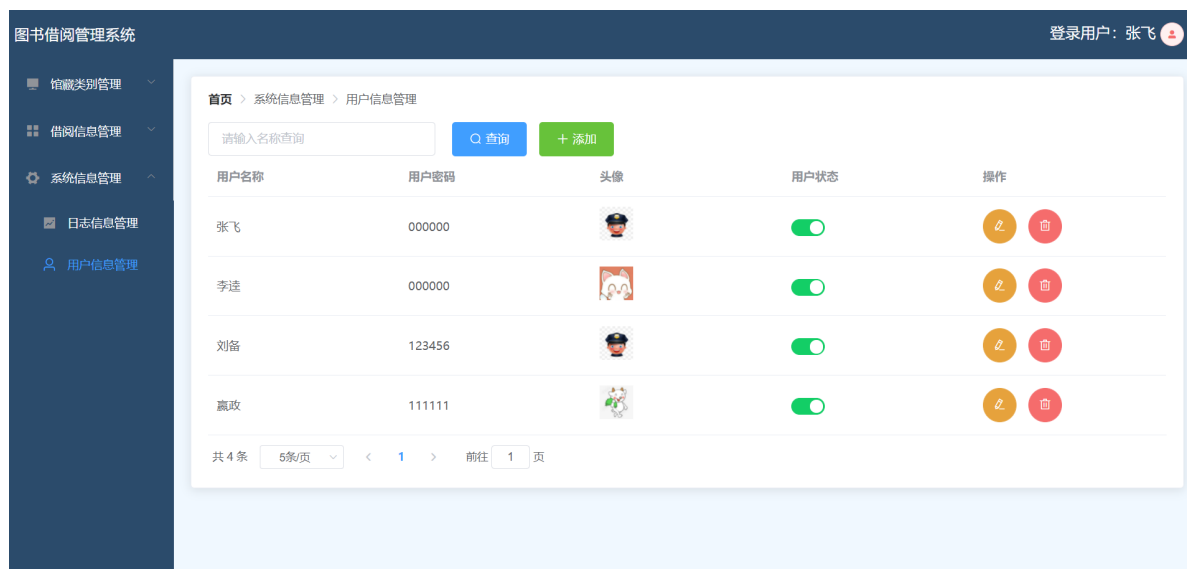 图书借阅管理系统
登录用户：张飞
馆藏类别管理
借阅信息管理
系统信息管理
日志信息管理
用户信息管理
首页 > 系统信息管理 > 用户信息管理
请输入名称查询 查询 + 添加
用户名称 用户密码 头像 用户状态 操作
张飞 000000
李逵 000000
刘备 123456
嬴政 111111
共 4 条 5条/页 < 1 > 前往 1 页